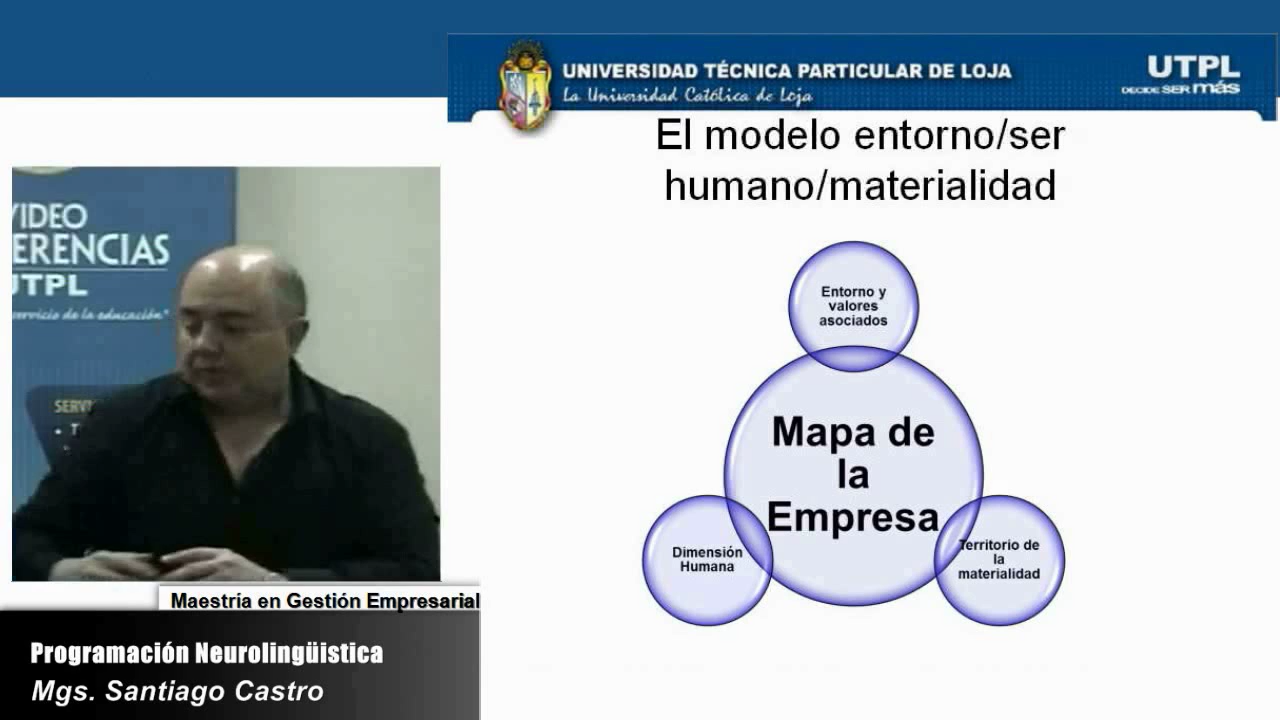 UNIVERSIDAD TÉCNICA PARTICULAR DE LOJA
La Universidad Católica de Loja
UTPL
DECIDE SER más
El modelo entorno/ser
humano/materialidad
VIDEO
ERENCIAS
UTPL
servicio de la educación"
SERV
Entorno y
valores
asociados
Mapa de
la
Empresa
Dimensión
Humana
Territorio de
la
materialidad
Maestría en Gestión Empresarial
Programación Neurolingüistica
Mgs. Santiago Castro